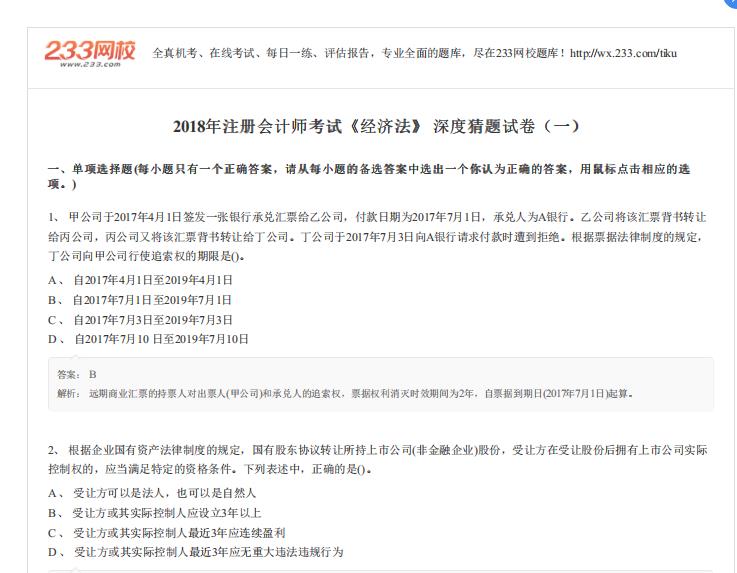 233网校
www.233.com
全真机考、在线考试、每日一练、评估报告，专业全面的题库，尽在233网校题库！http://wx.233.com/tiku
2018年注册会计师考试《经济法》 深度猜题试卷（一）
一、单项选择题(每小题只有一个正确答案，请从每小题的备选答案中选出一个你认为正确的答案，用鼠标点击相应的选
项。)
1、 甲公司于2017年4月1日签发一张银行承兑汇票给乙公司，付款日期为2017年7月1日，承兑人为A银行。乙公司将该汇票背书转让
给丙公司，丙公司又将该汇票背书转让给丁公司。丁公司于2017年7月3日向A银行请求付款时遭到拒绝。根据票据法律制度的规定，
丁公司向甲公司行使追索权的期限是()。
A 、 自2017年4月1日至2019年4月1日
B 、 自2017年7月1日至2019年7月1日
C 、 自2017年7月3日至2019年7月3日
D 、 自2017年7月10 日至2019年7月10日
答案： B
解析： 远期商业汇票的持票人对出票人(甲公司)和承兑人的追索权，票据权利消灭时效期间为2年，自票据到期日(2017年7月1日)起算。
2、 根据企业国有资产法律制度的规定，国有股东协议转让所持上市公司(非金融企业)股份，受让方在受让股份后拥有上市公司实际
控制权的，应当满足特定的资格条件。下列表述中，正确的是()。
A 、 受让方可以是法人，也可以是自然人
B 、 受让方或其实际控制人应设立3年以上
C 、 受让方或其实际控制人最近3年应连续盈利
D 、 受让方或其实际控制人最近3年应无重大违法违规行为